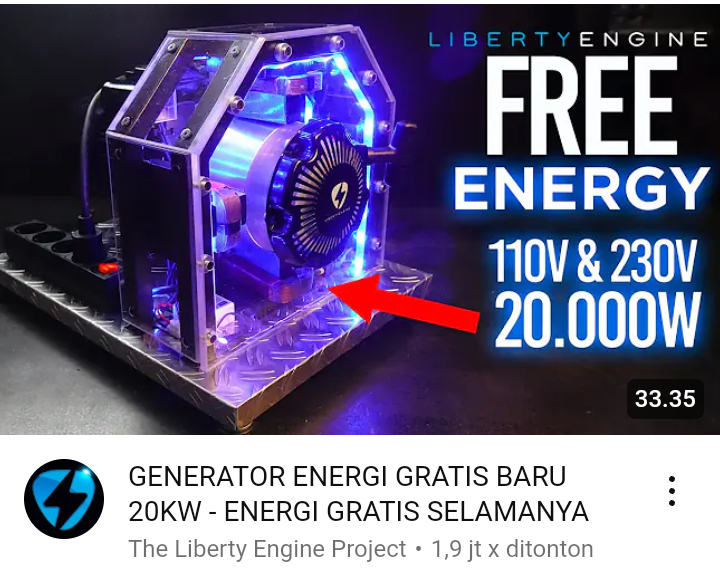 LIBERTYENGINE
FREE
ENERGY
110V & 230V
20.000W
33.35
GENERATOR ENERGI GRATIS BARU
20KW - ENERGI GRATIS SELAMANYA
The Liberty Engine Project • 1,9 jt x ditonton